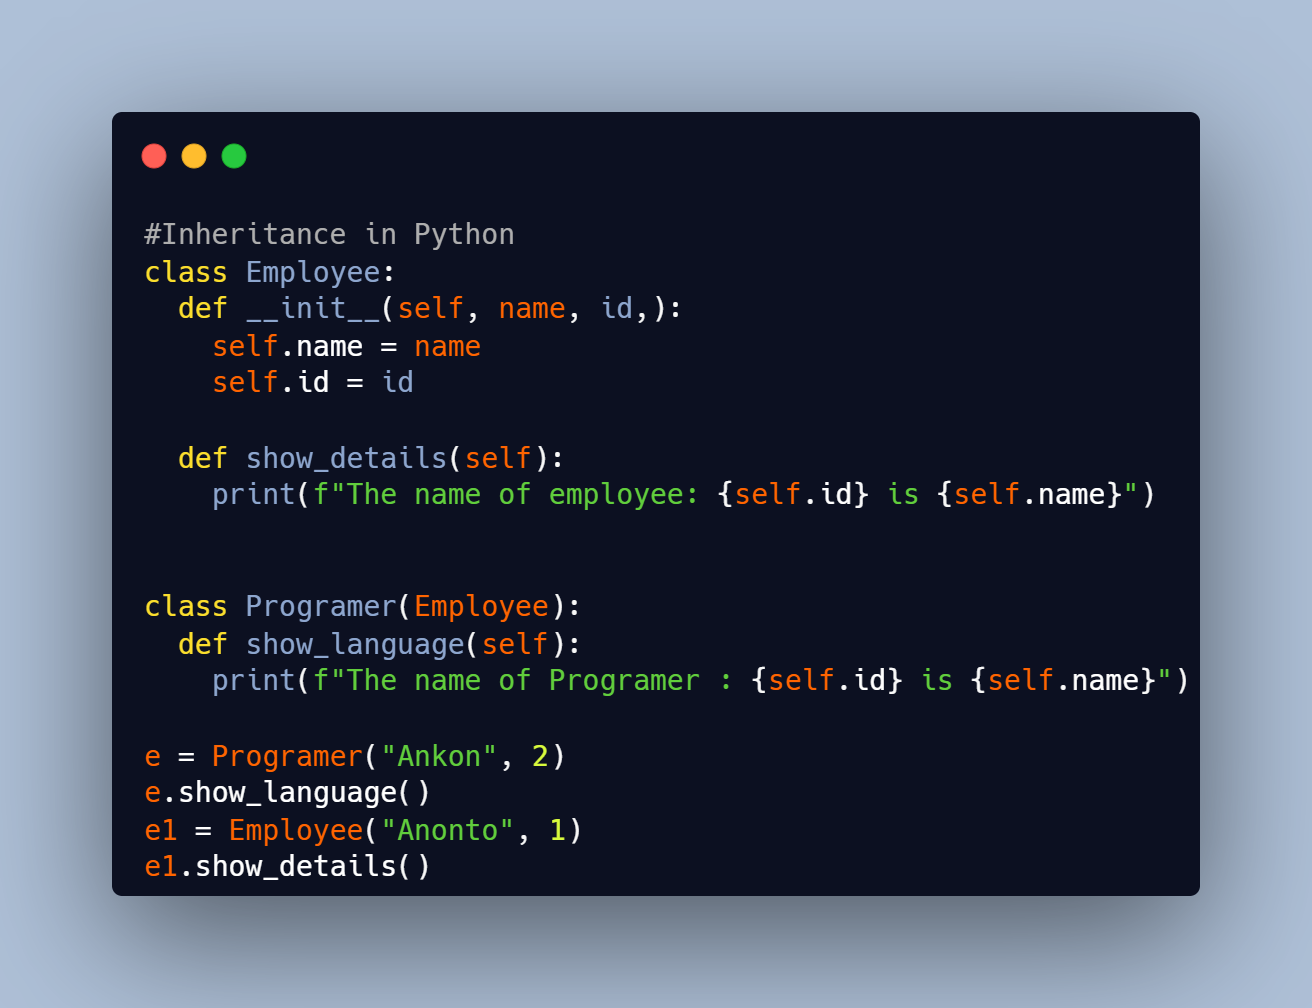 #Inheritance in Python
class Employee:
  def __init__(self, name, id,):
    self.name = name
    self.id = id

  def show_details(self):
    print(f"The name of employee: {self.id} is {self.name}")


class Programer(Employee):
  def show_language(self):
    print(f"The name of Programer : {self.id} is {self.name}")

e = Programer("Ankon", 2)
e.show_language()
e1 = Employee("Anonto", 1)
e1.show_details()